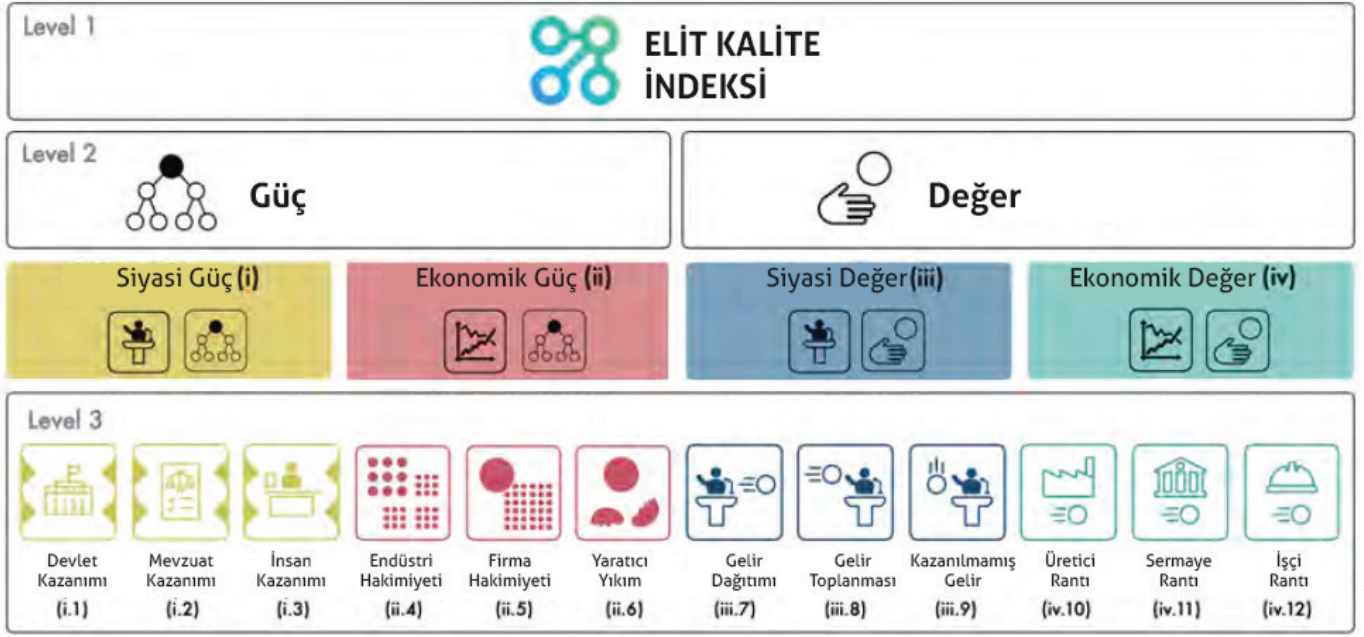 Level 1
ELİT KALİTE
İNDEKSİ
Level 2
Güç
Değer
Siyasi Güç (i)
Ekonomik Güç (ii)
Siyasi Değer(iii)
Ekonomik Değer (iv)
Level 3
Devlet
Kazanımı
(i.1)
Mevzuat
Kazanımı
(i.2)
İnsan
Kazanımı
(i.3)
Endüstri
Hakimiyeti
(ii.4)
Firma
Hakimiyeti
(ii.5)
Yaratıcı
Yıkım
(ii.6)
Gelir
Dağıtımı
(iii.7)
Gelir
Toplanması
(iii.8)
Kazanılmamış
Gelir
(iii.9)
Üretici
Rantı
(iv.10)
Sermaye
Rantı
(iv.11)
İşçi
Rantı
(iv.12)